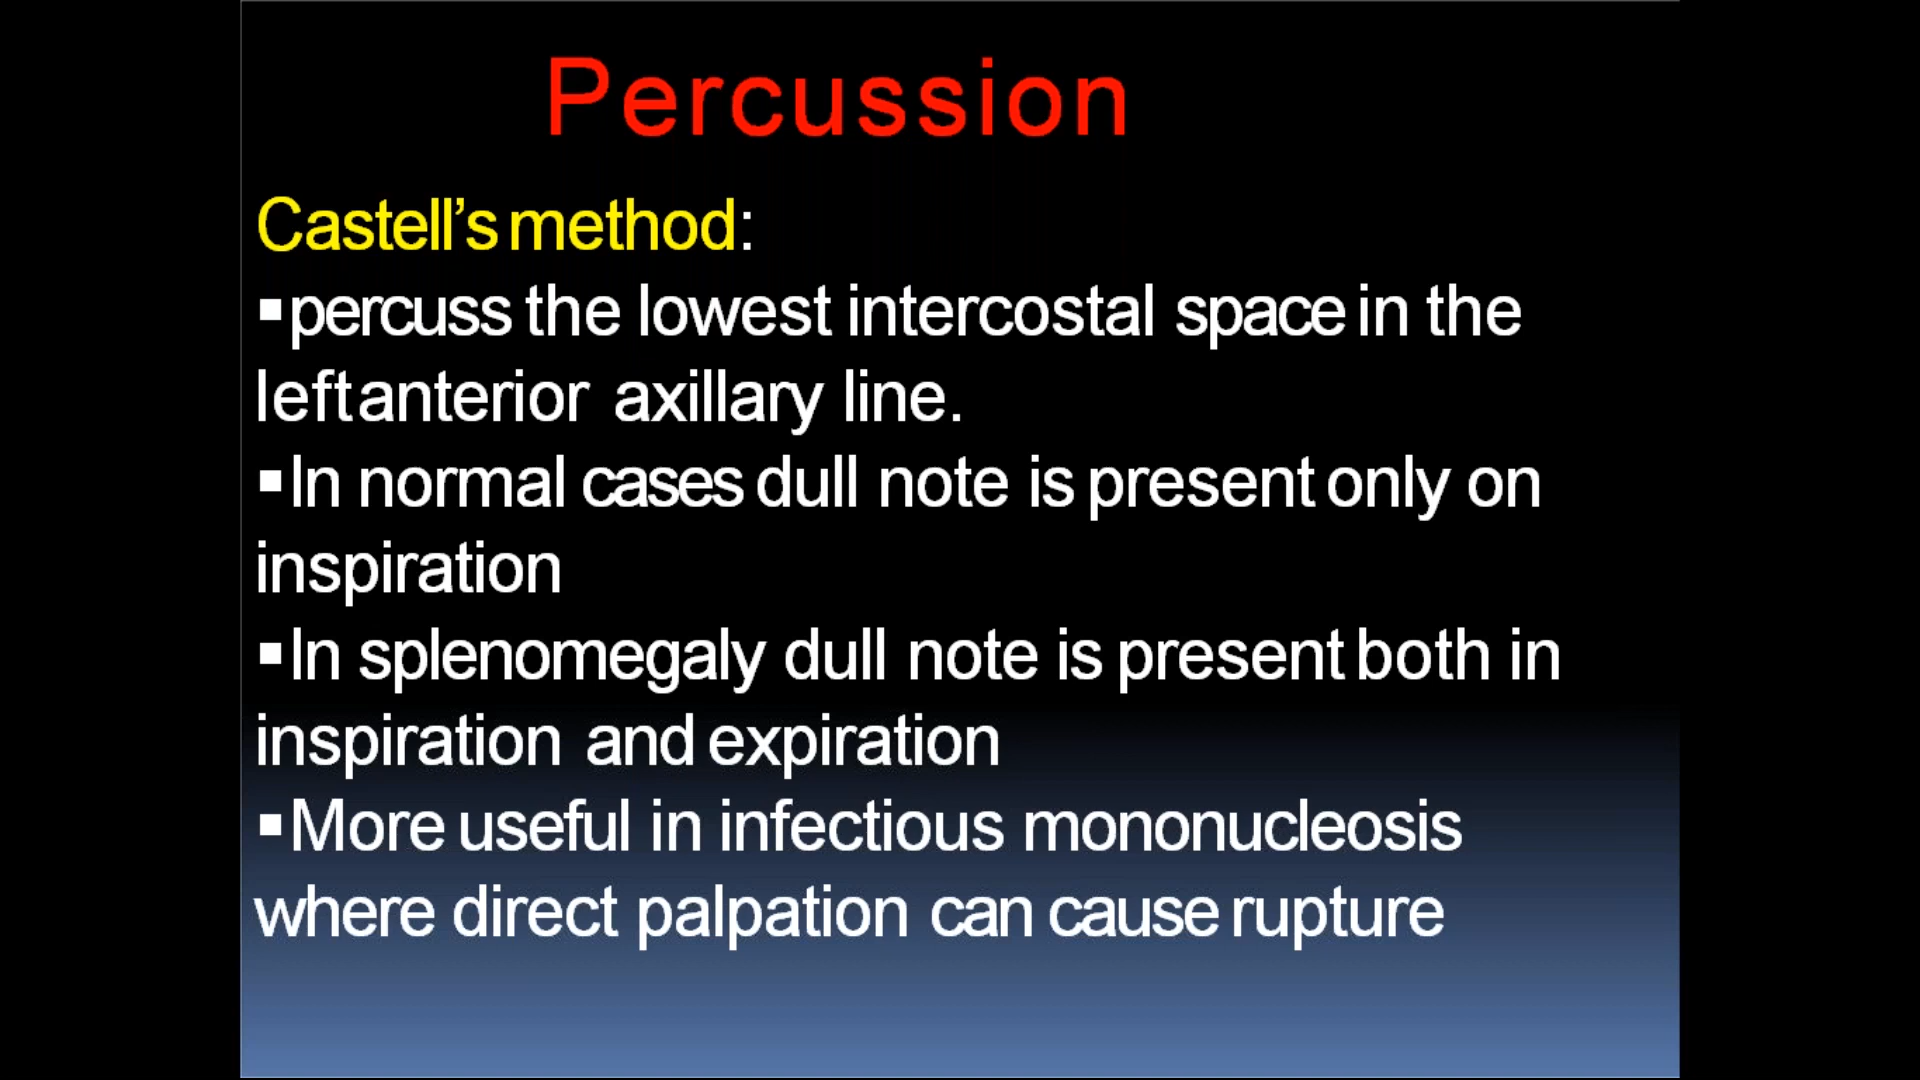 Percussion
Castell’s method:
▪percuss the lowest intercostal space in the
left anterior axillary line.
▪In normal cases dull note is present only on
inspiration
▪In splenomegaly dull note is present both in
inspiration and expiration
▪More useful in infectious mononucleosis
where direct palpation can cause rupture